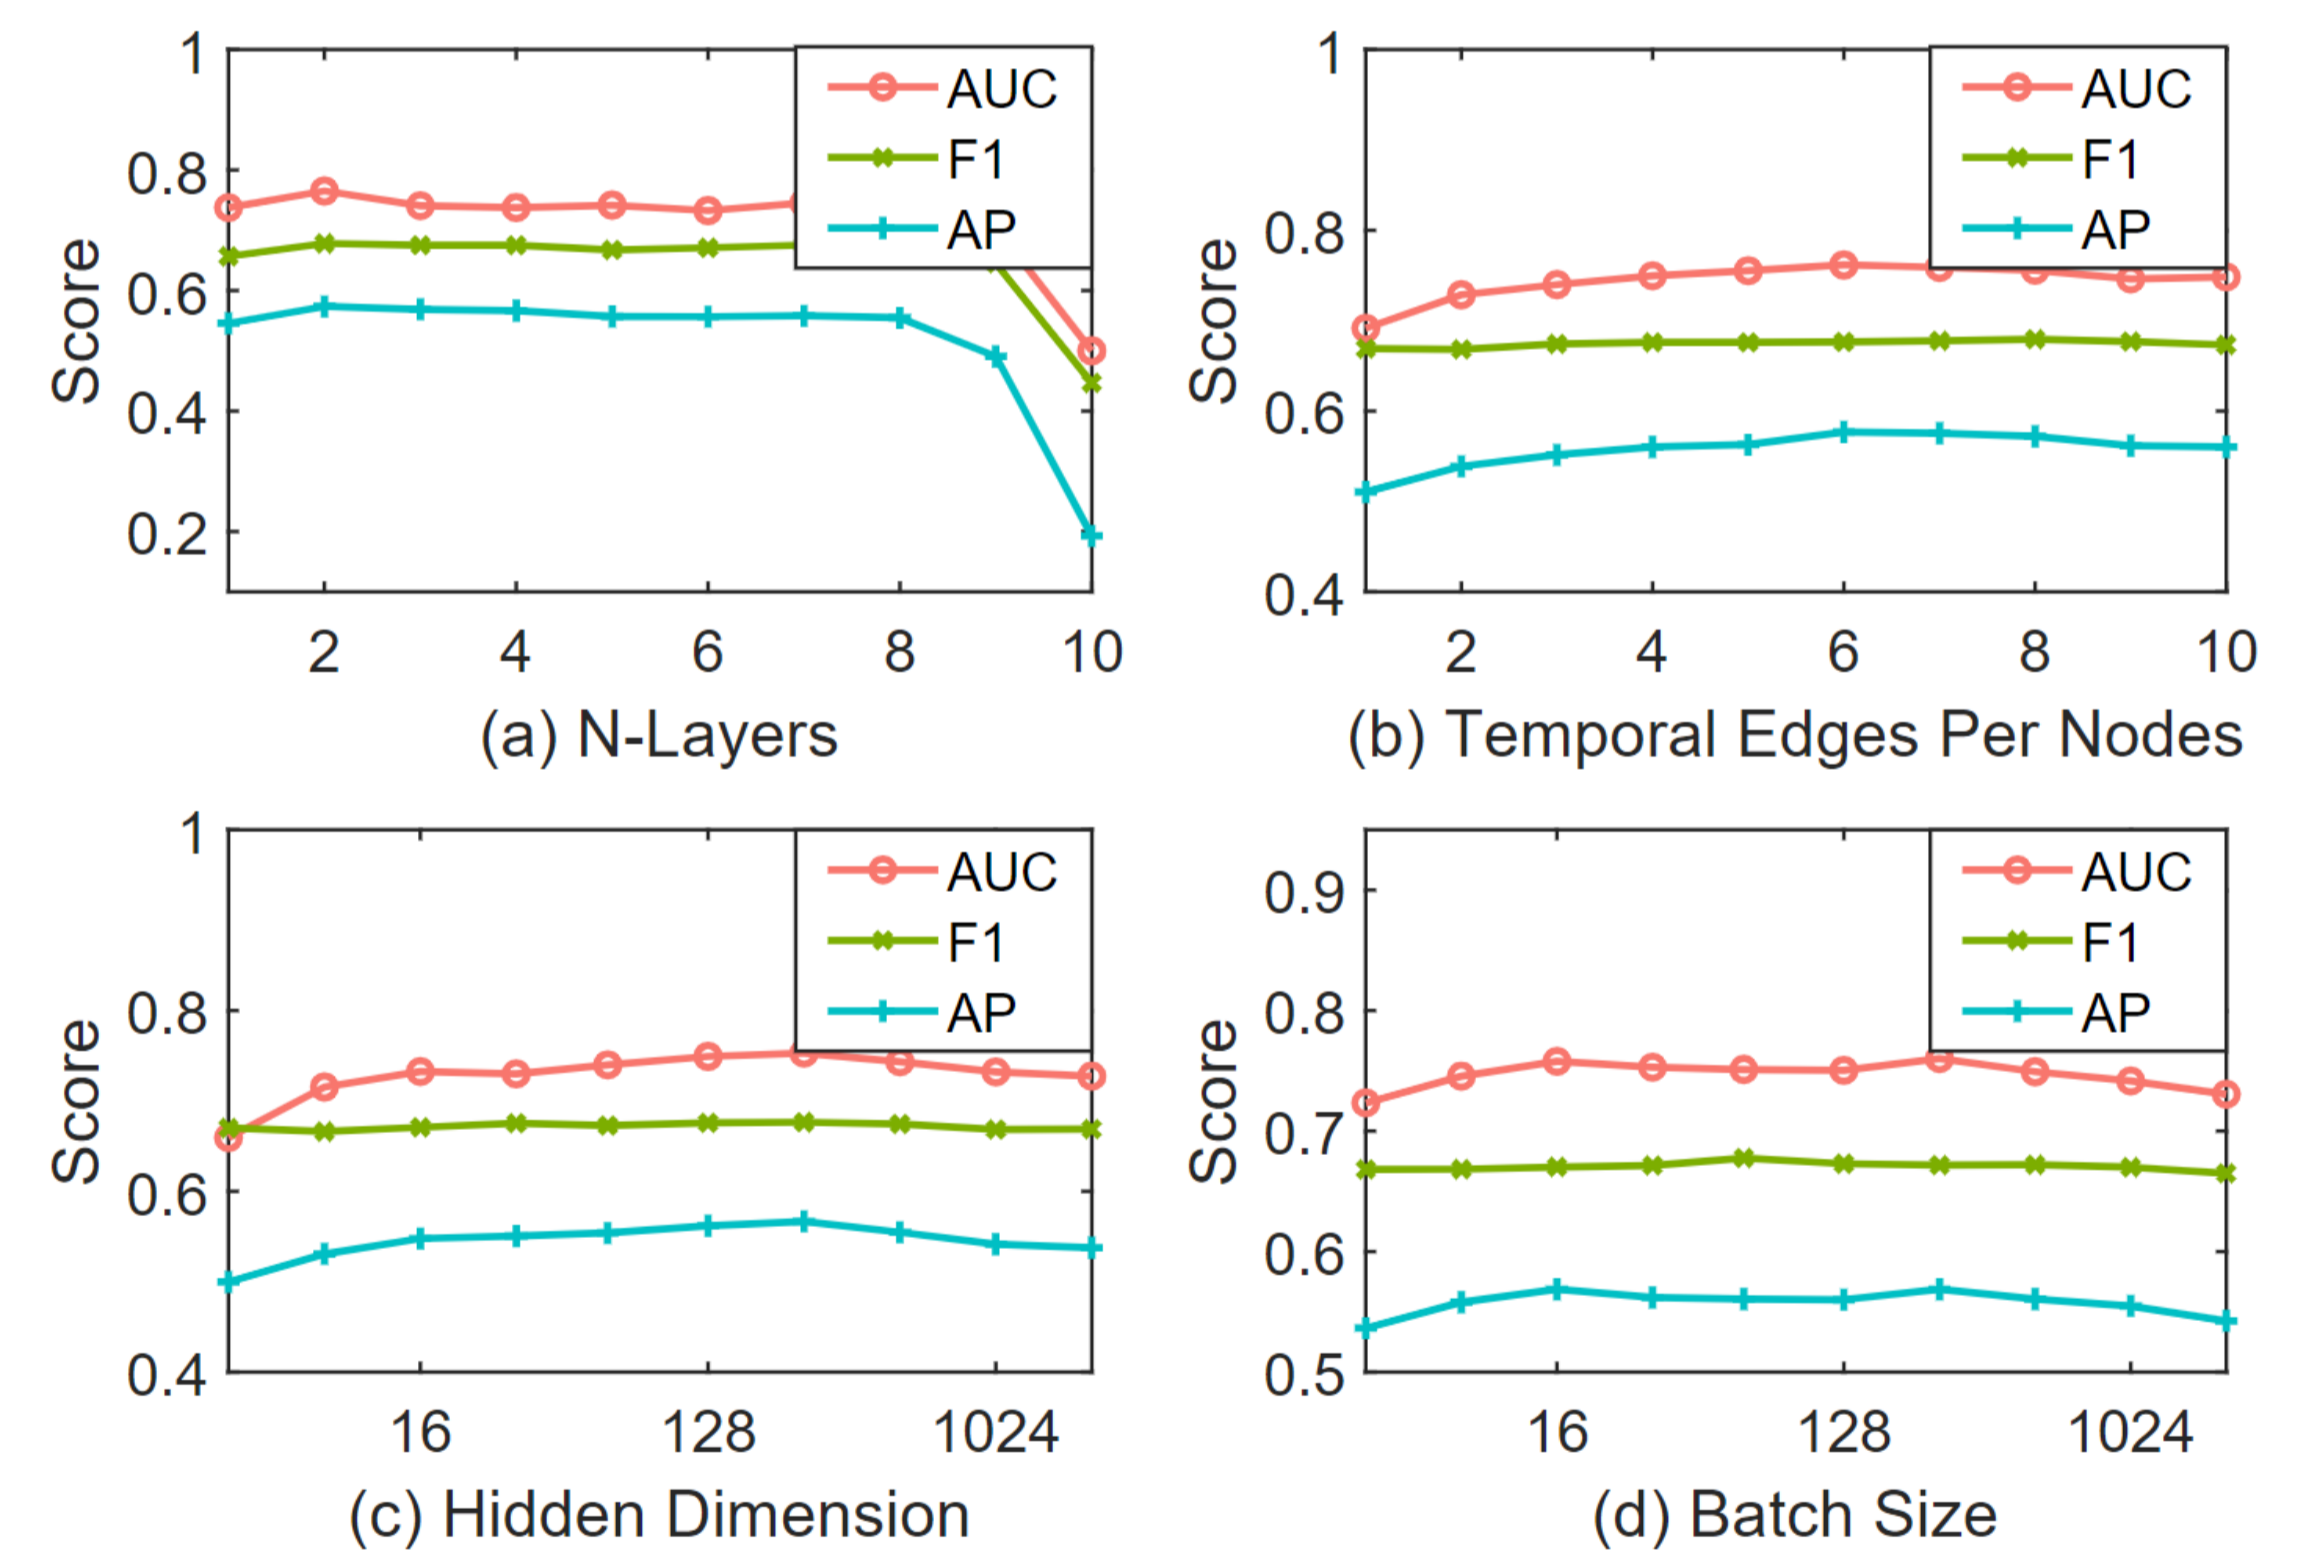 1
0.8
0.6
0.4
0.2
Score
AUC
F1
AP
2 4 6 8 10
(a) N-Layers
1
0.8
0.6
0.4
Score
AUC
F1
AP
2 4 6 8 10
(b) Temporal Edges Per Nodes
1
0.8
0.6
0.4
Score
AUC
F1
AP
16 128 1024
(c) Hidden Dimension
0.9
0.8
0.7
0.6
0.5
Score
AUC
F1
AP
16 128 1024
(d) Batch Size